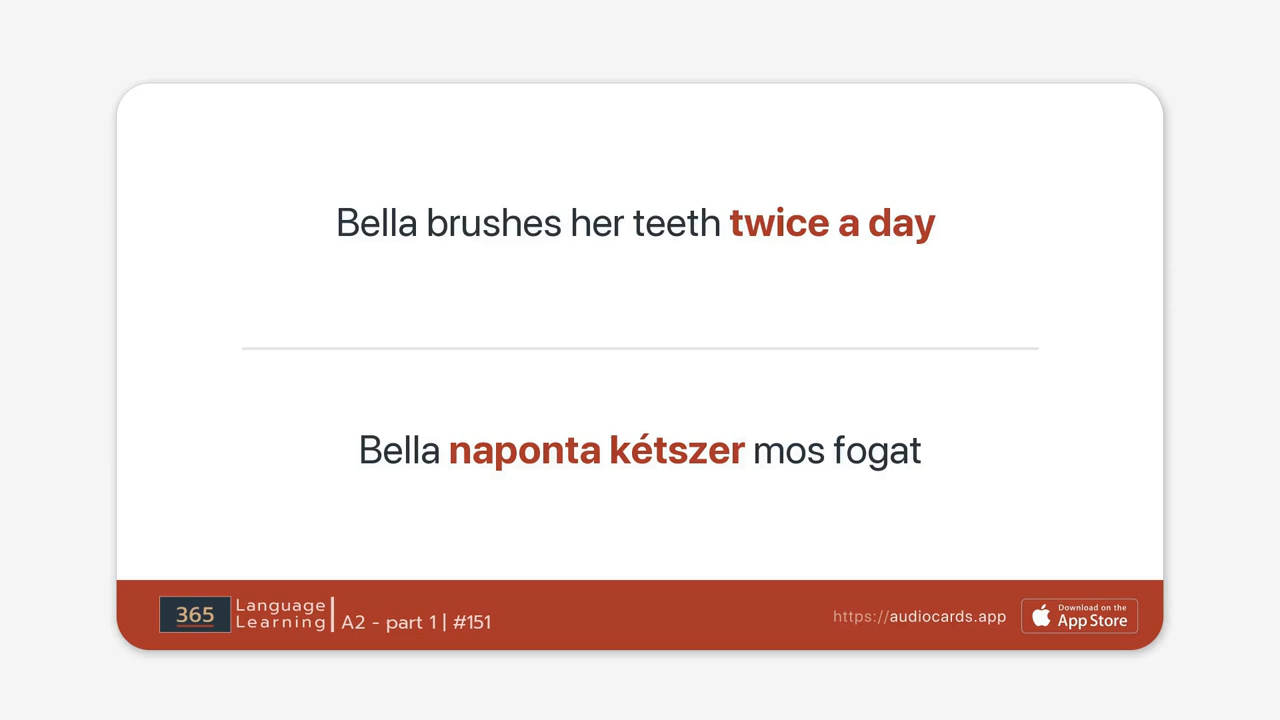 Bella brushes her teeth twice a day
Bella naponta kétszer mos fogat
365
Language
Learning
A2 - part 1 | #151
https://audiocards.app
Download on the
App Store